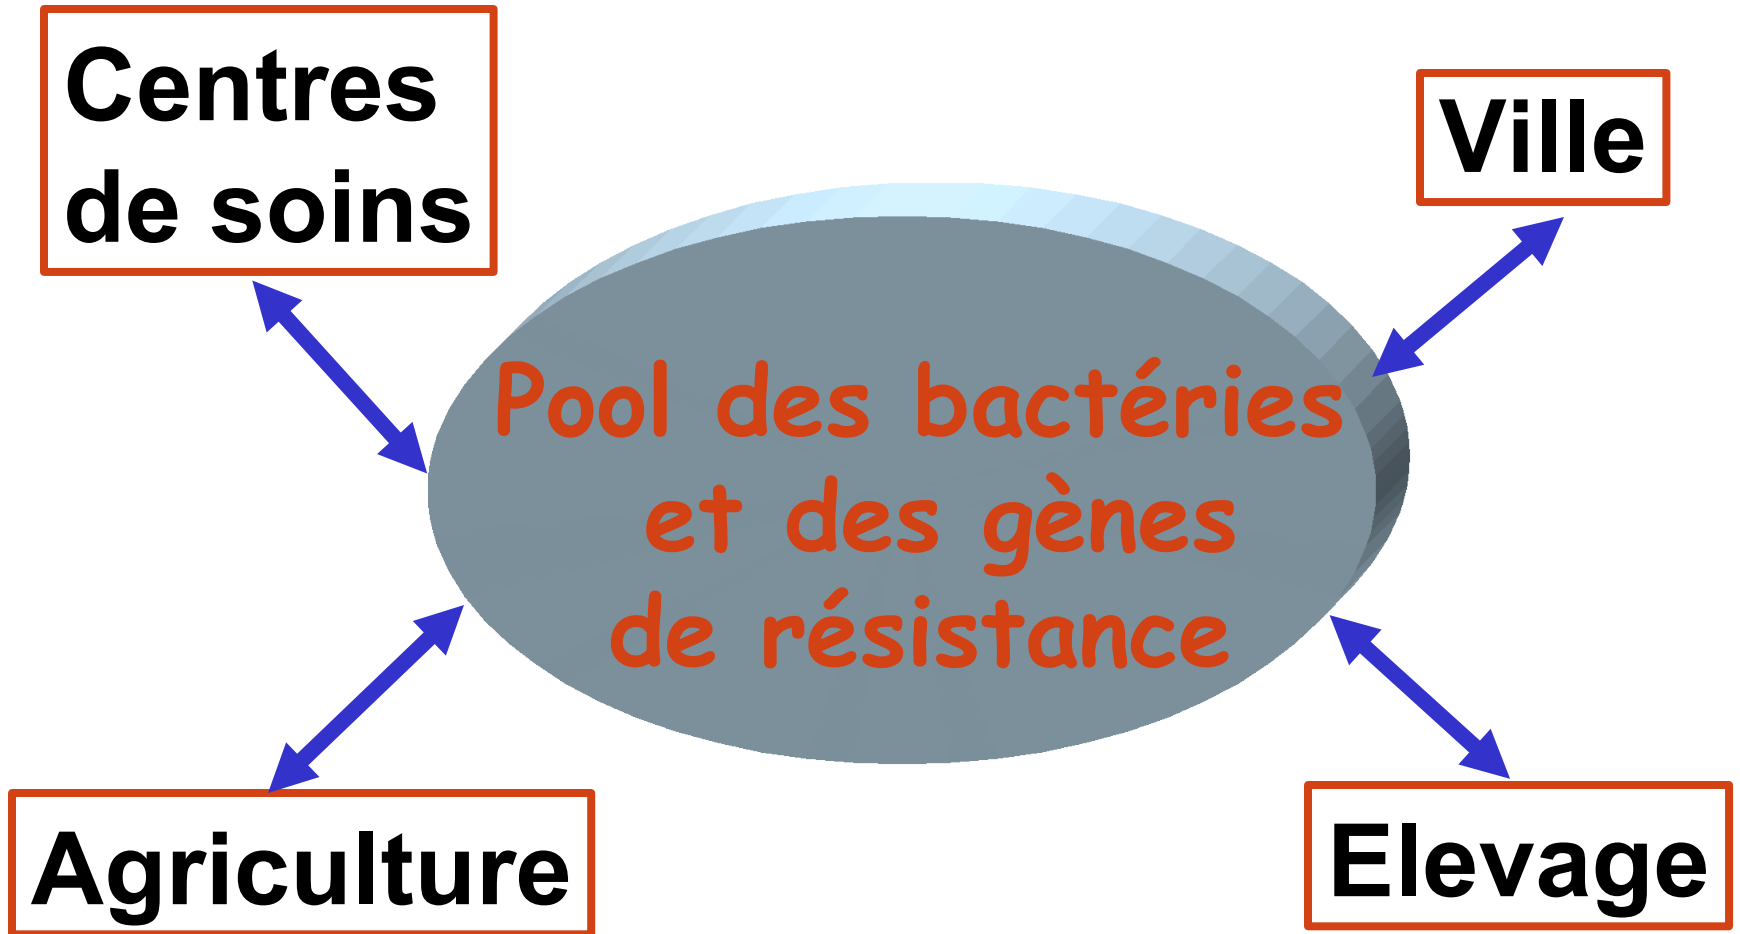 Centres
de soins
Ville
Pool des bactéries
et des gènes
de résistance
Agriculture
Elevage